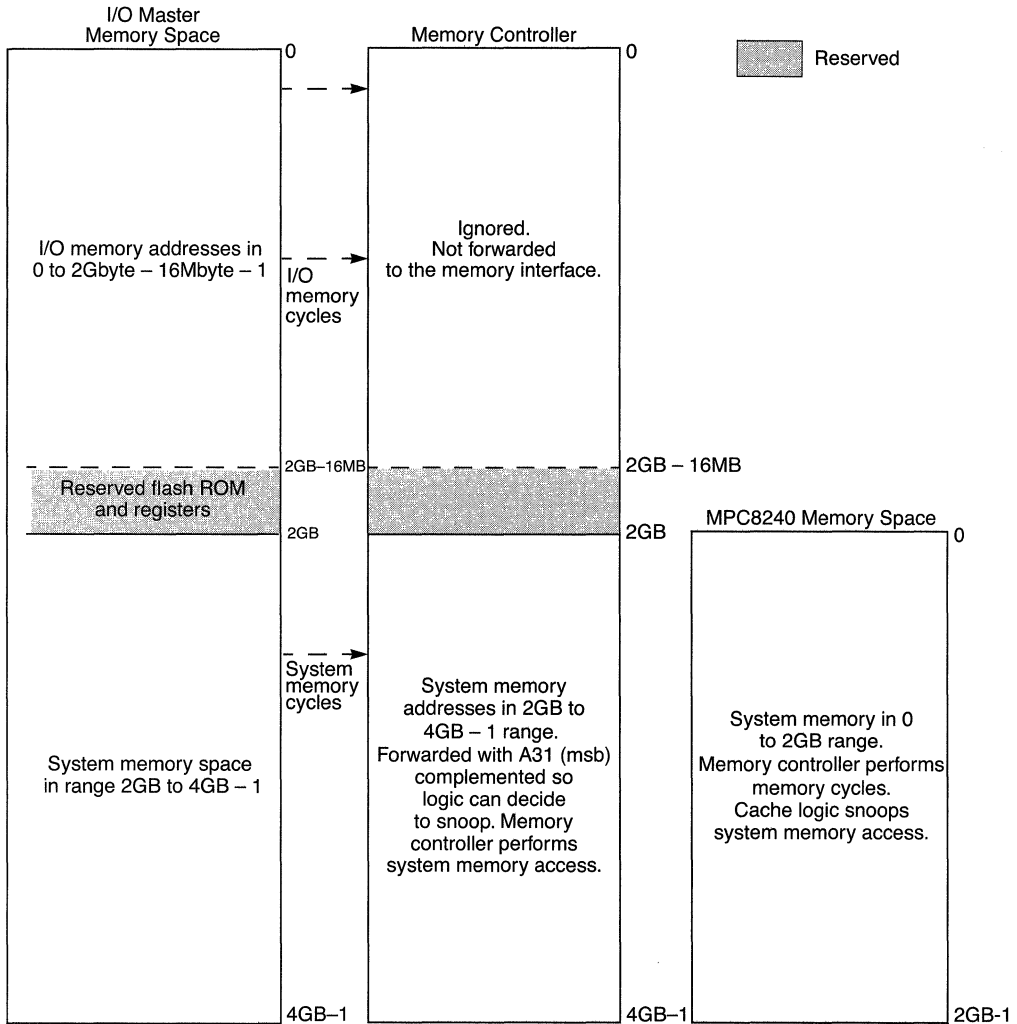 I/O Master
Memory Space
0
Memory Controller
0
Reserved
I/O memory addresses in
0 to 2Gbyte – 16Mbyte – 1
I/O
memory
cycles
Ignored.
Not forwarded
to the memory interface.
2GB–16MB
2GB – 16MB
Reserved flash ROM
and registers
2GB
2GB
MPC8240 Memory Space
0
System
memory
cycles
System memory space
in range 2GB to 4GB – 1
System memory
addresses in 2GB to
4GB – 1 range.
Forwarded with A31 (msb)
complemented so
logic can decide
to snoop. Memory
controller performs
system memory access.
System memory in 0
to 2GB range.
Memory controller performs
memory cycles.
Cache logic snoops
system memory access.
4GB–1
4GB–1
2GB-1